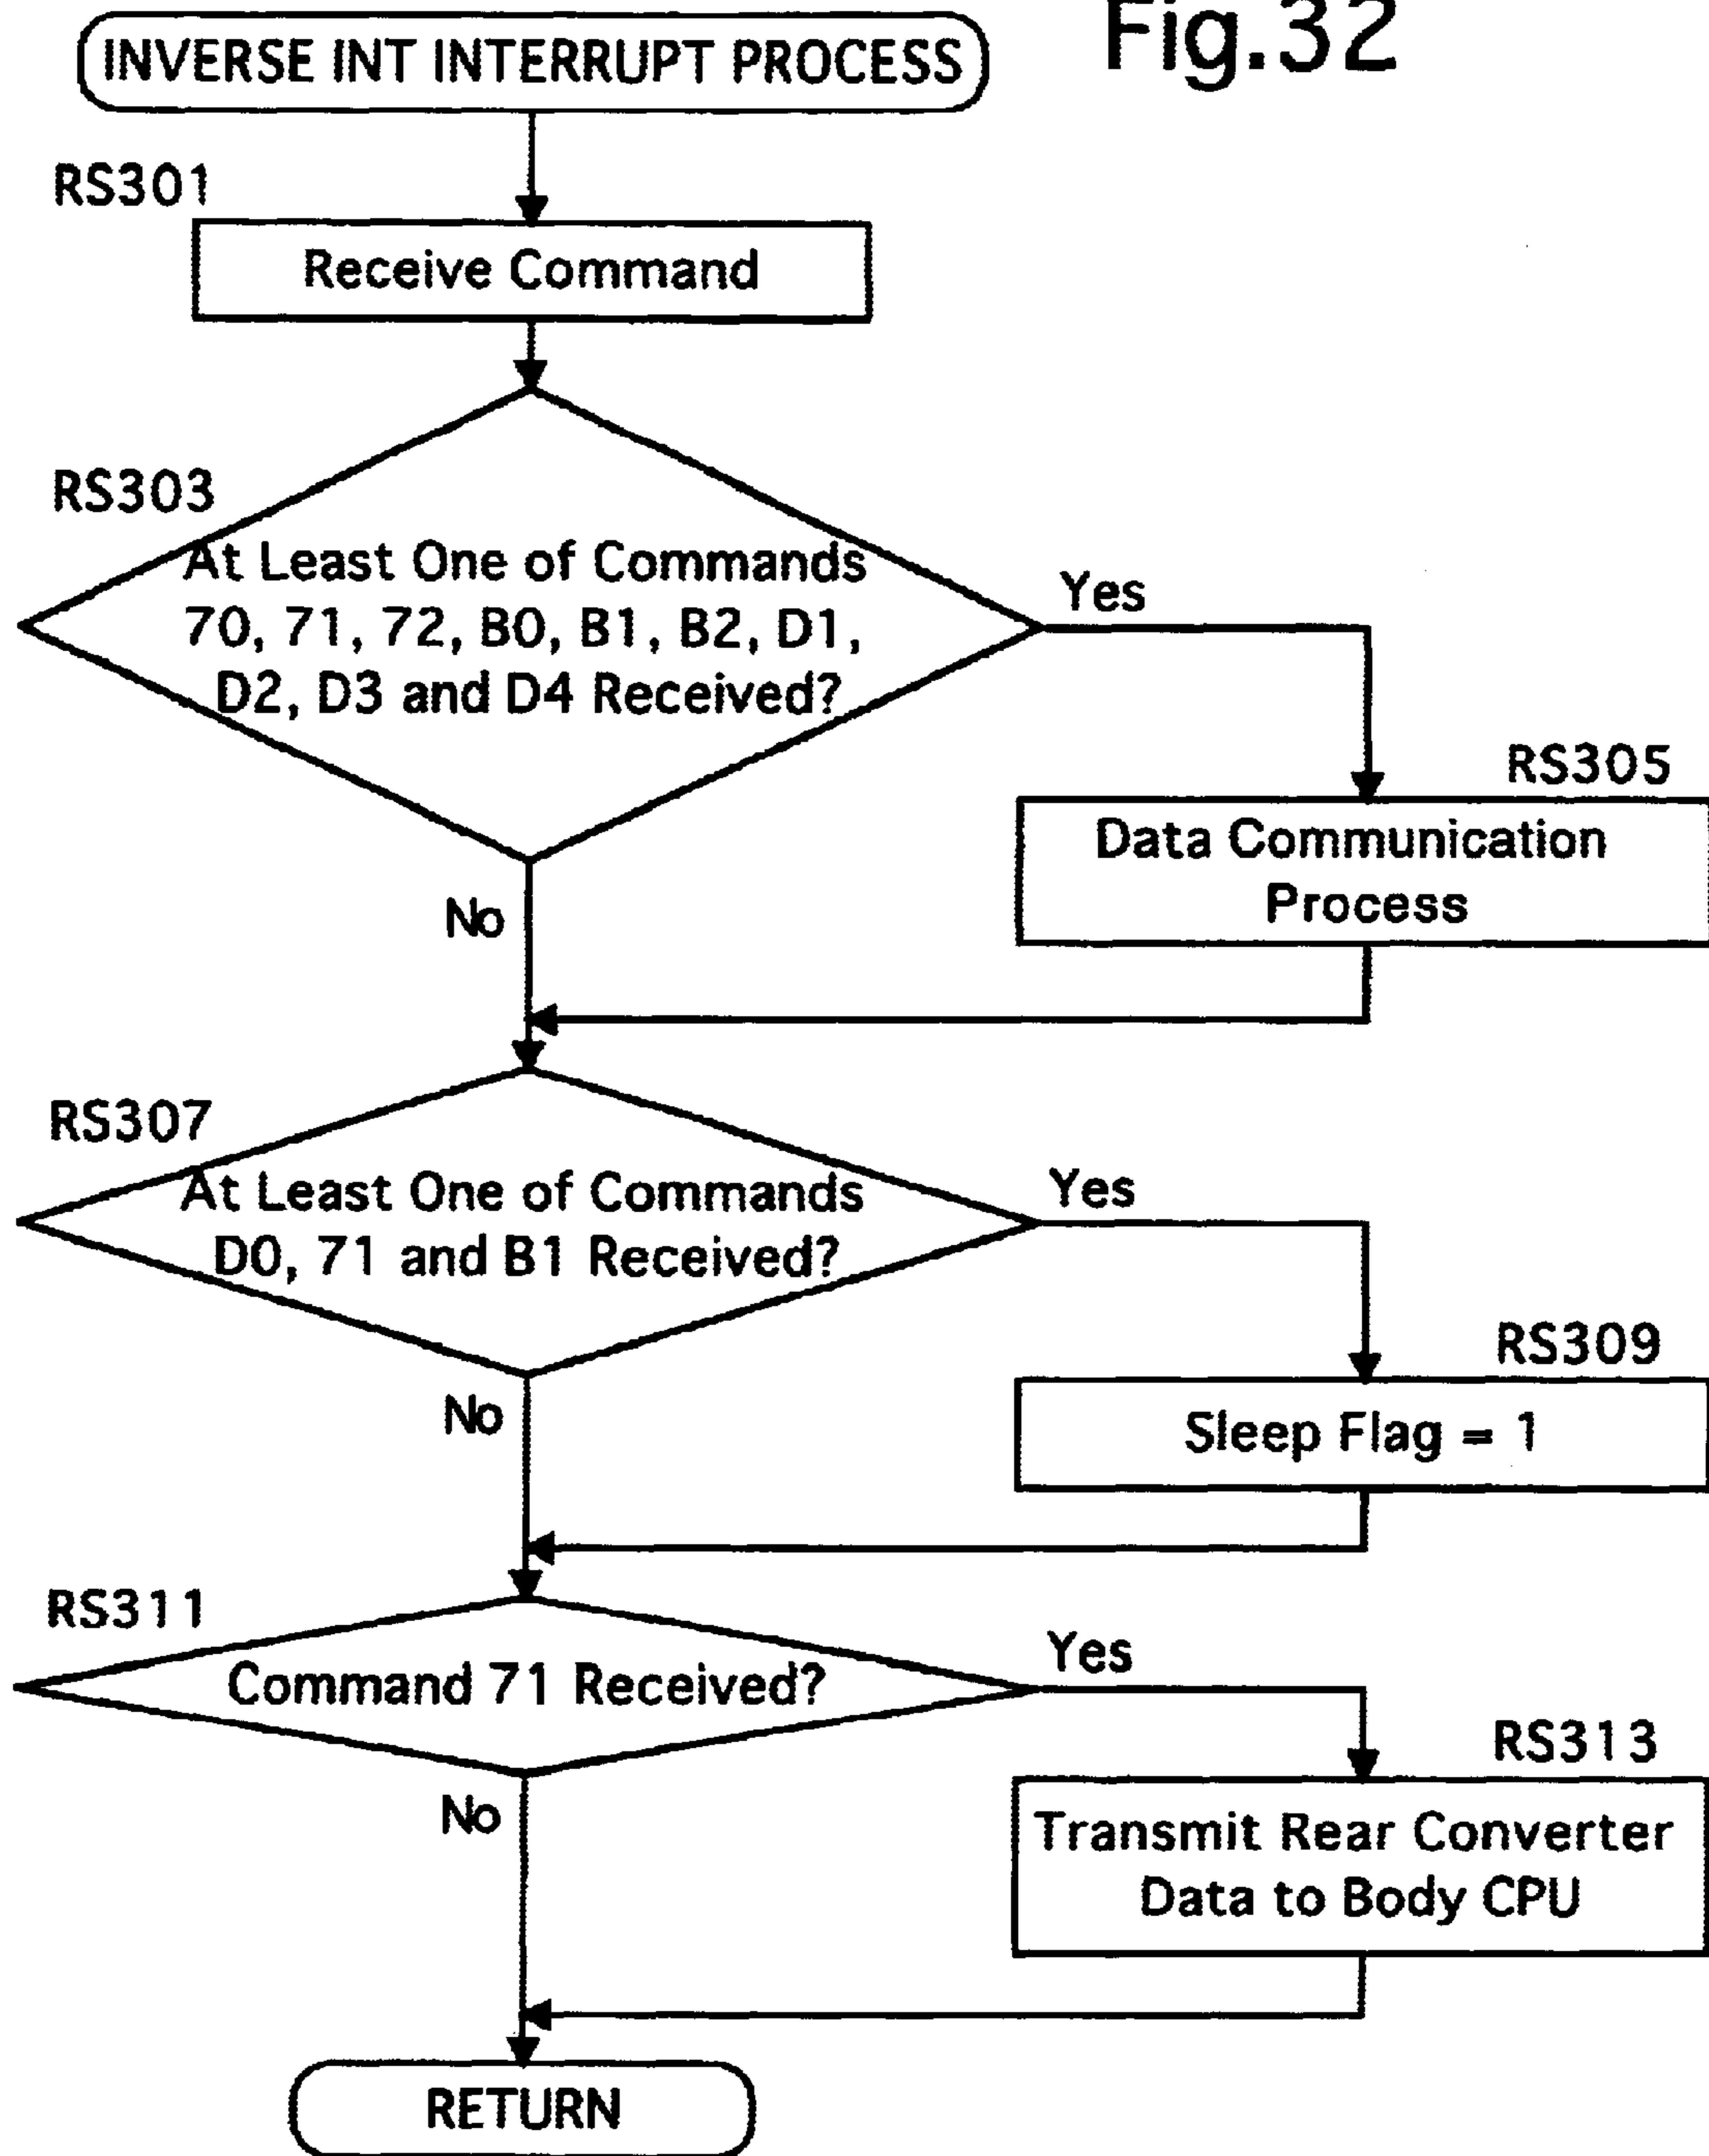 Fig.32
INVERSE INT INTERRUPT PROCESS
RS301
Receive Command
RS303
At Least One of Commands
70, 71, 72, B0, B1, B2, D1,
D2, D3 and D4 Received?
Yes
RS305
Data Communication
Process
No
RS307
At Least One of Commands
D0, 71 and B1 Received?
Yes
RS309
Sleep Flag = 1
No
RS311
Command 71 Received?
Yes
RS313
Transmit Rear Converter
Data to Body CPU
No
RETURN